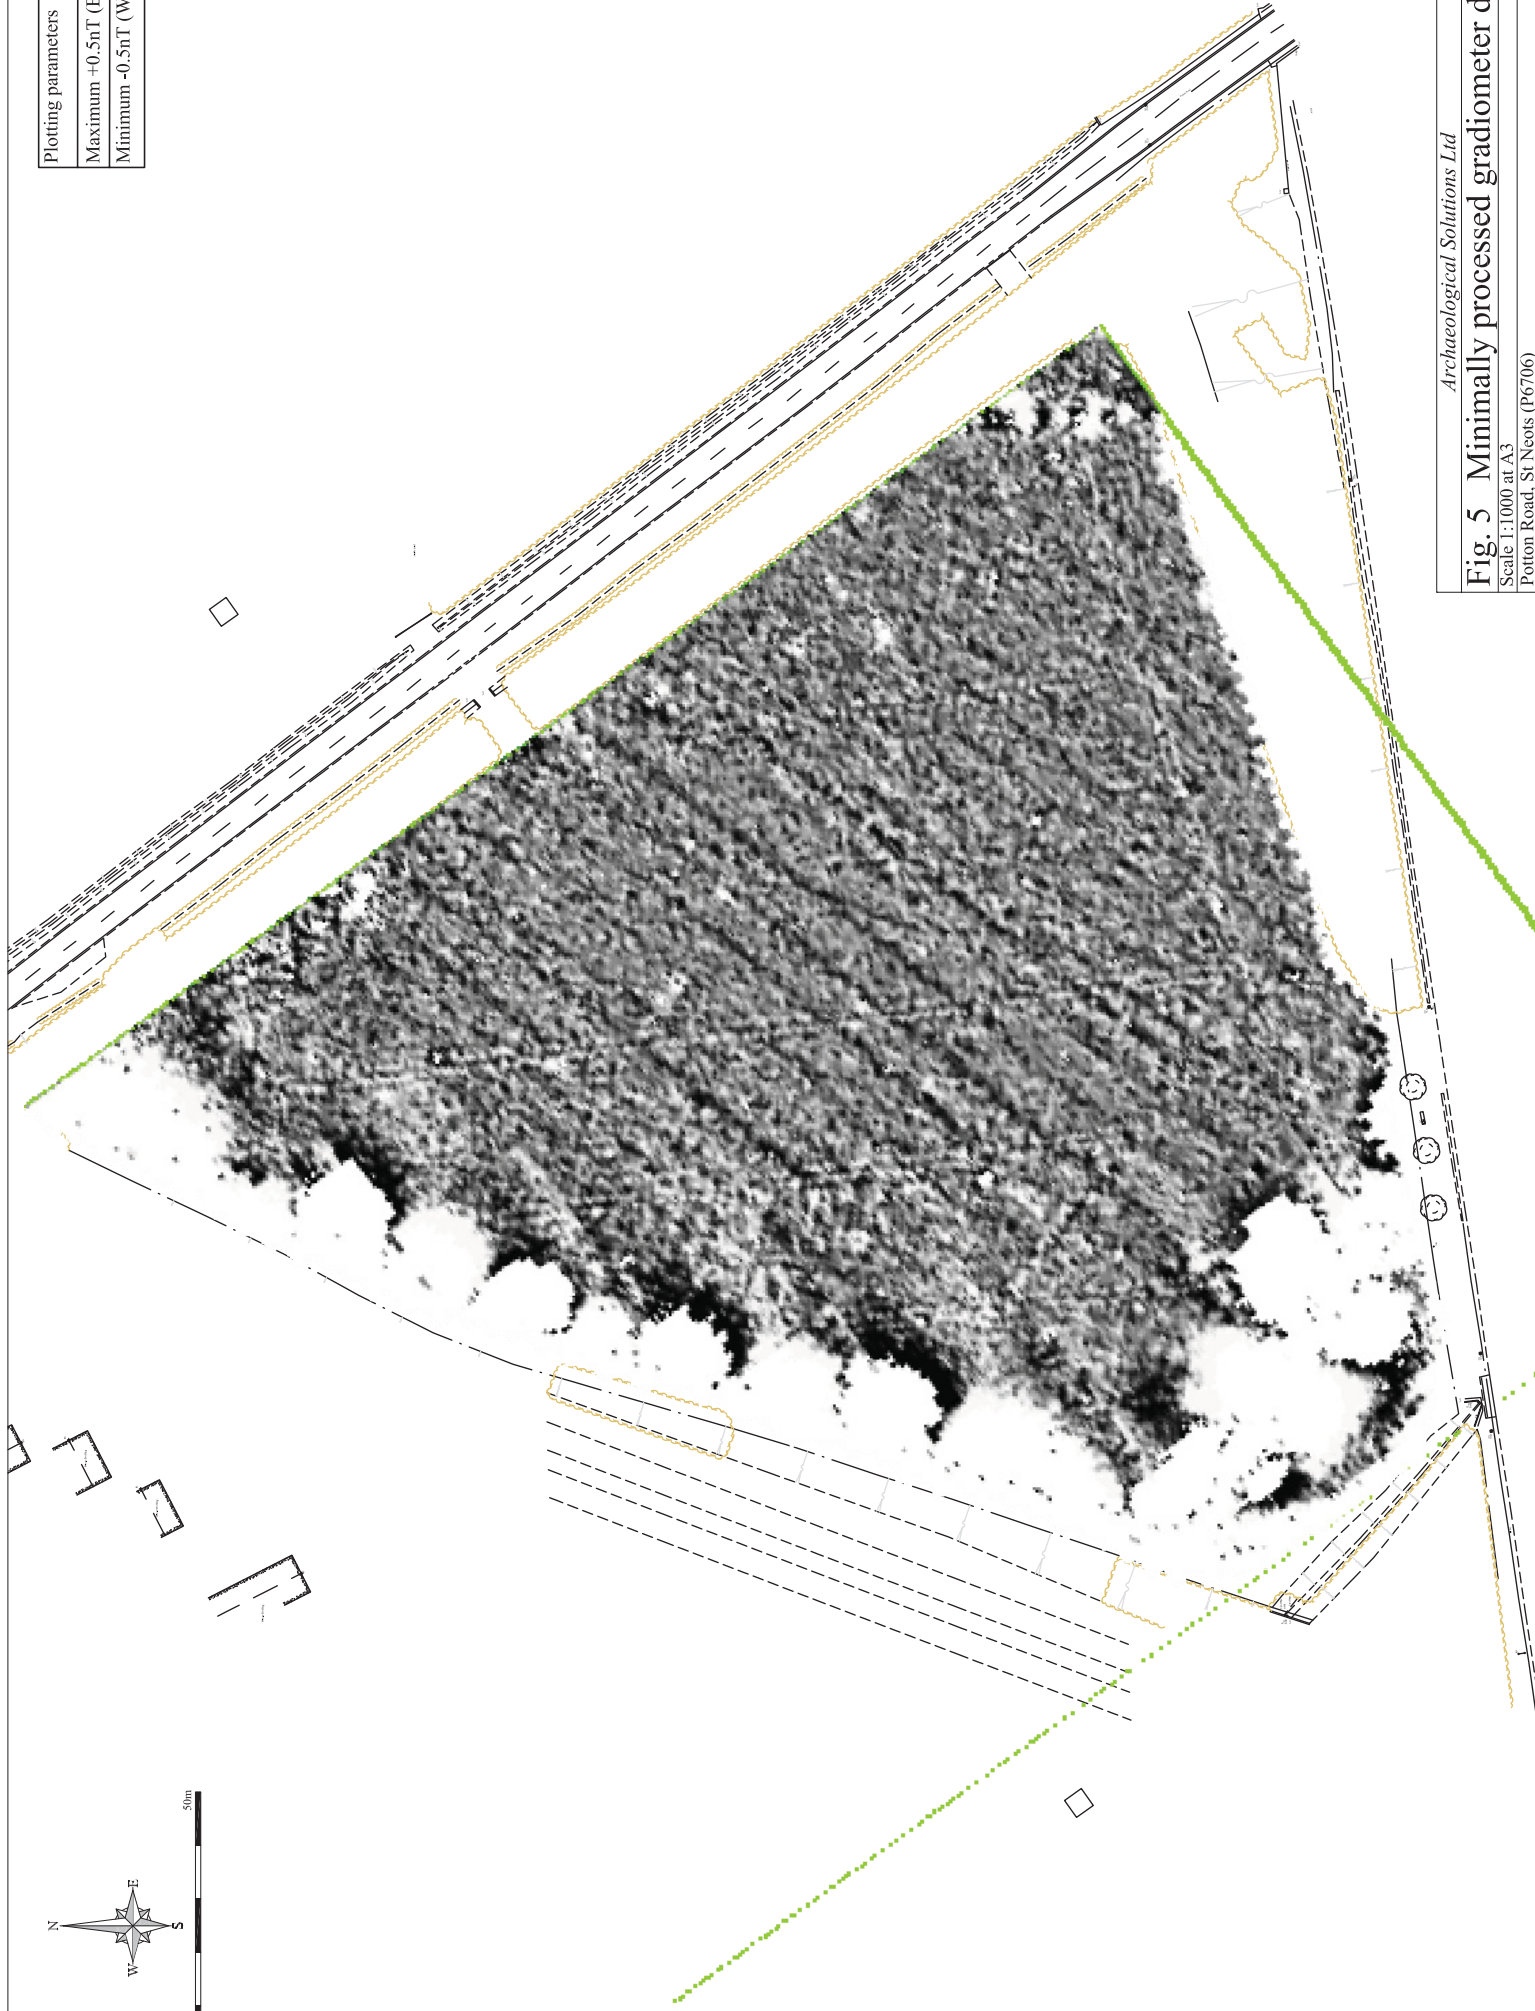 Plotting parameters
Maximum +0.5nT (
Minimum -0.5nT (W
N
E
S
W
50m
Archaeological Solutions Ltd
Fig. 5 Minimally processed gradiometer d
Scale 1:1000 at A3
Potton Road, St Neots (P6706)